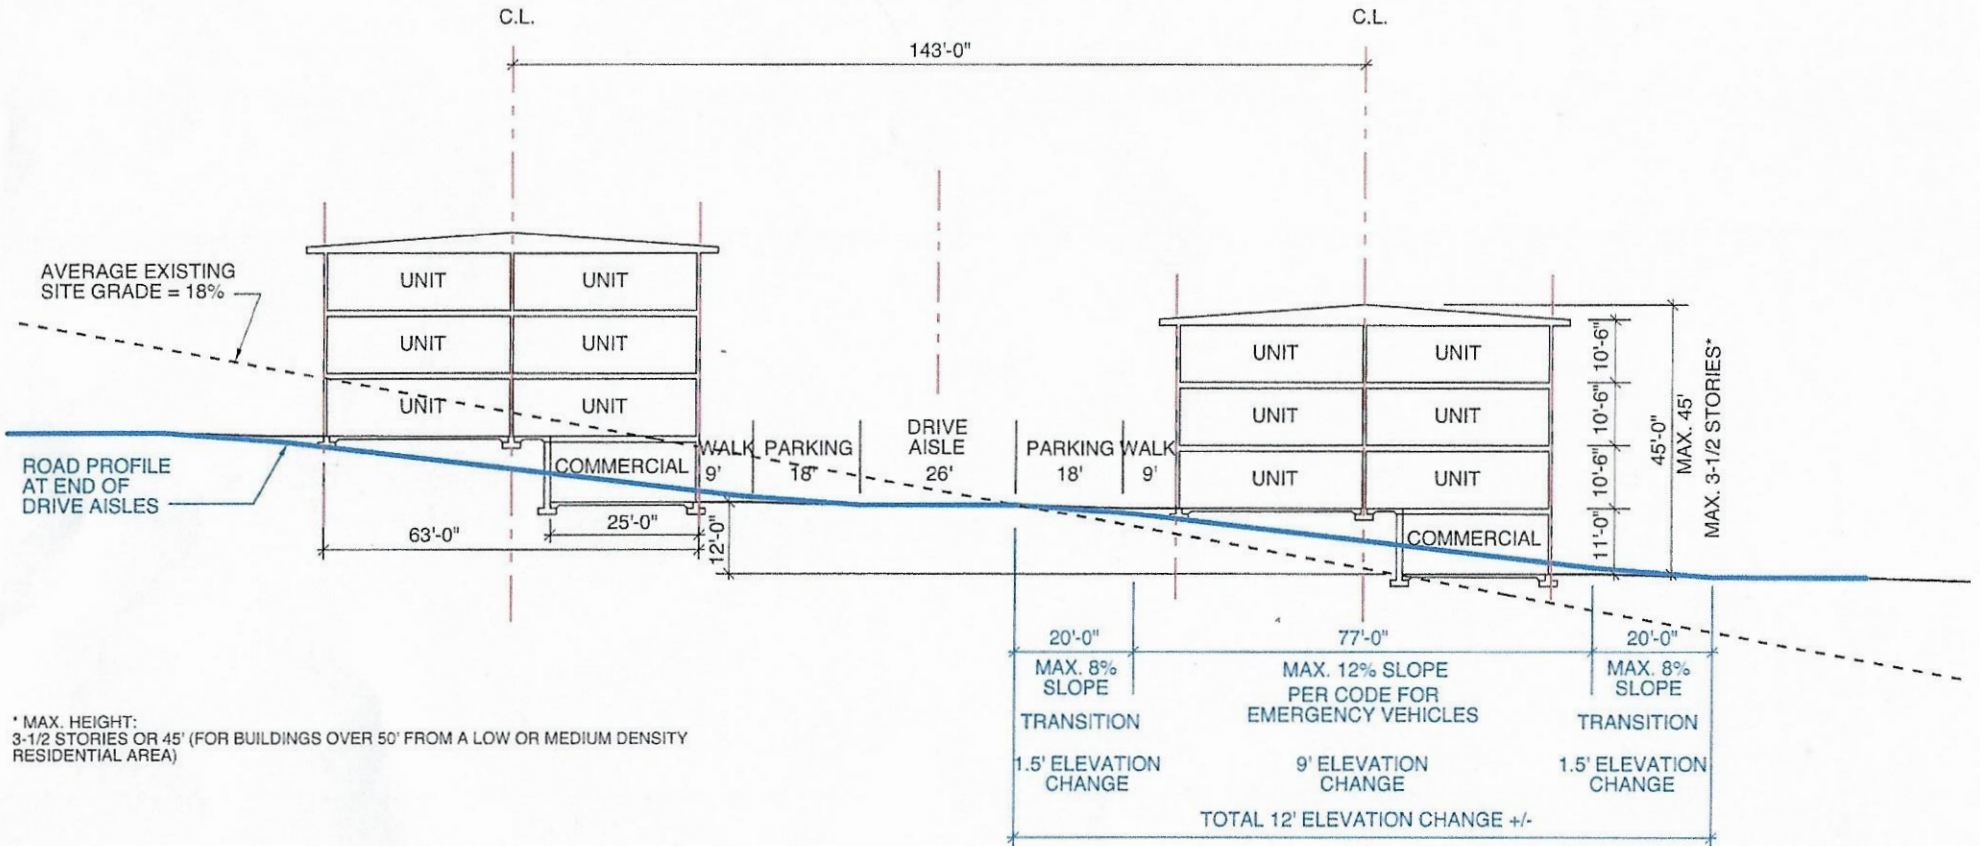 C.L.
C.L.
143'-0"
AVERAGE EXISTING
SITE GRADE = 18%
UNIT
UNIT
UNIT
UNIT
UNIT
UNIT
COMMERCIAL
WALK
9'
PARKING
18"
DRIVE
AISLE
26'
PARKING
18'
WALK
9'
UNIT
UNIT
UNIT
UNIT
UNIT
UNIT
COMMERCIAL
10'-6"
10'-6"
10'-6"
11'-0"
45'-0"
MAX. 45'
MAX. 3-1/2 STORIES*
ROAD PROFILE
AT END OF
DRIVE AISLES
63'-0"
25'-0"
12'-0"
20'-0"
MAX. 8%
SLOPE
TRANSITION
1.5' ELEVATION
CHANGE
77'-0"
MAX. 12% SLOPE
PER CODE FOR
EMERGENCY VEHICLES
9' ELEVATION
CHANGE
20'-0"
MAX. 8%
SLOPE
TRANSITION
1.5' ELEVATION
CHANGE
TOTAL 12' ELEVATION CHANGE +/-
* MAX. HEIGHT:
3-1/2 STORIES OR 45' (FOR BUILDINGS OVER 50' FROM A LOW OR MEDIUM DENSITY
RESIDENTIAL AREA)